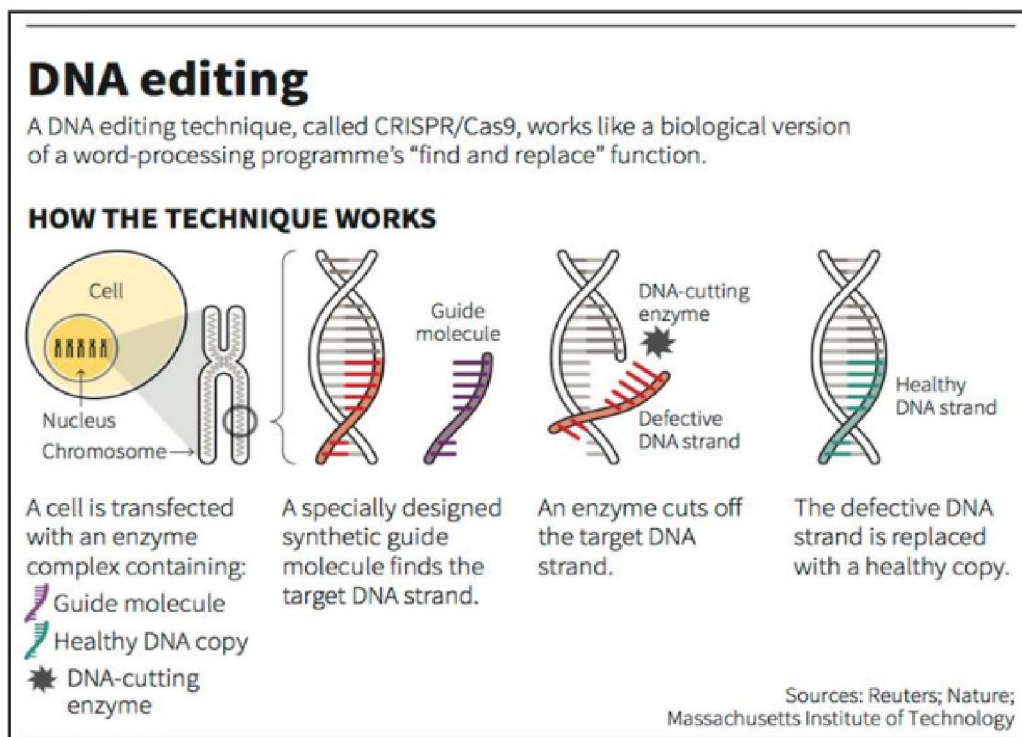 DNA editing
A DNA editing technique, called CRISPR/Cas9, works like a biological version
of a word-processing programme's “find and replace” function.
HOW THE TECHNIQUE WORKS
Cell
Nucleus
Chromosome
Guide
molecule
DNA-cutting
enzyme
Defective
DNA strand
Healthy
DNA strand
A cell is transfected
with an enzyme
complex containing:
Guide molecule
Healthy DNA copy
DNA-cutting
enzyme
A specially designed
synthetic guide
molecule finds the
target DNA strand.
An enzyme cuts off
the target DNA
strand.
The defective DNA
strand is replaced
with a healthy copy.
Sources: Reuters; Nature;
Massachusetts Institute of Technology